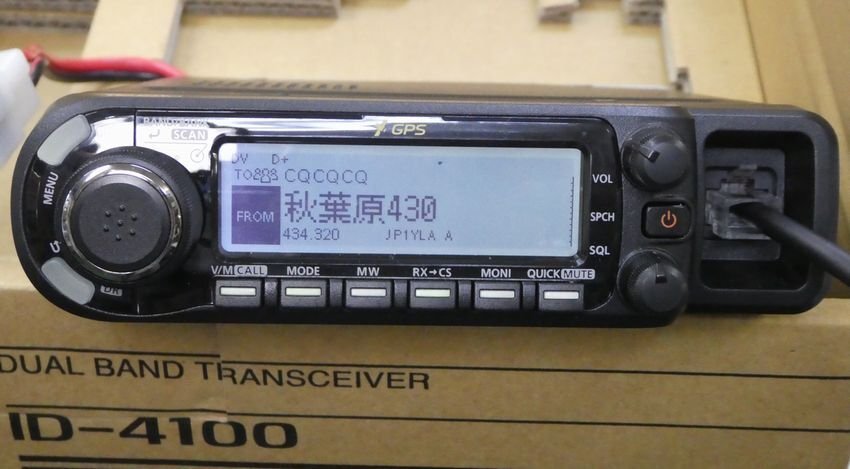 SCAN
GPS
MENU
DV D+
TO CQCQCQ
FROM 秋葉原430
434.320 JP1YLA A
VOL
SPCH
SQL
DR
V/M CALL MODE MW RX→CS MONI QUICK MUTE
DUAL BAND TRANSCEIVER
ID-4100